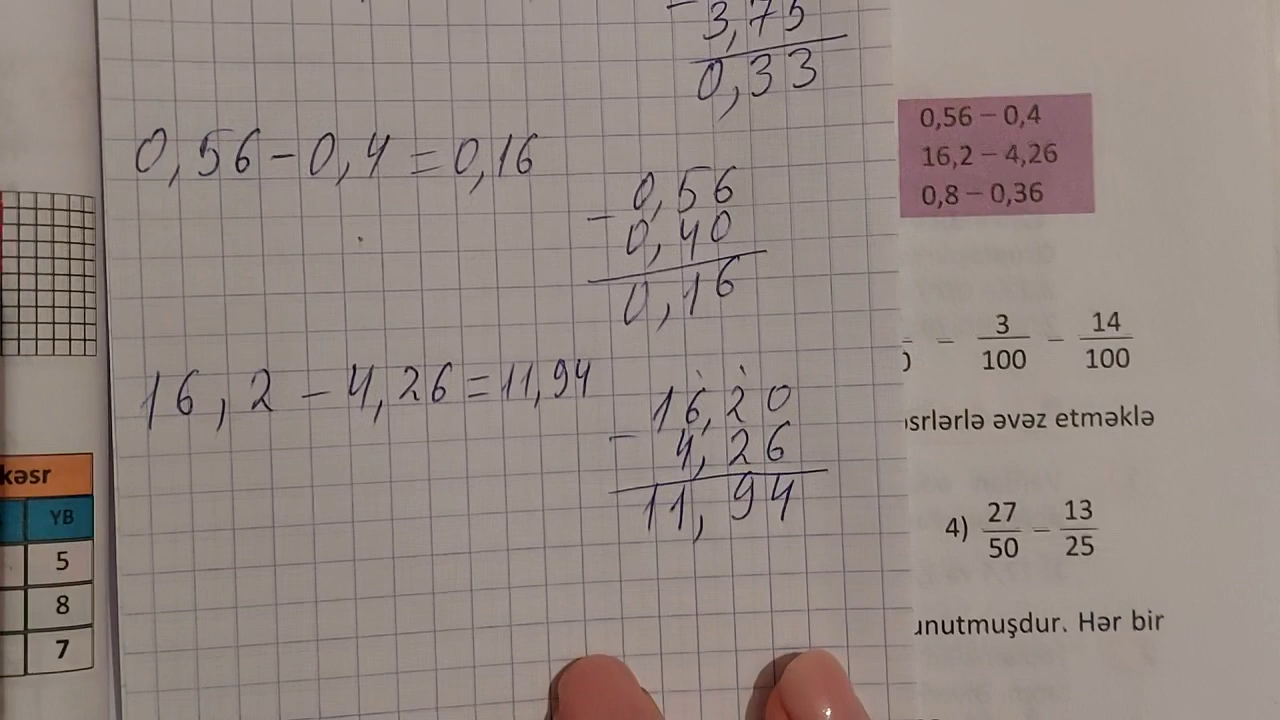 3,75
0,33
0,56 – 0,4 = 0,16
– 0,56
0,40
0,16
16,2 – 4,26 = 11,94
– 16,20
4,26
11,94
0,56 – 0,4
16,2 – 4,26
0,8 – 0,36
– 3/100 – 14/100
əvəz etməklə
4) 27/50 – 13/25
Hər bir
kəsr
YB
5
8
7